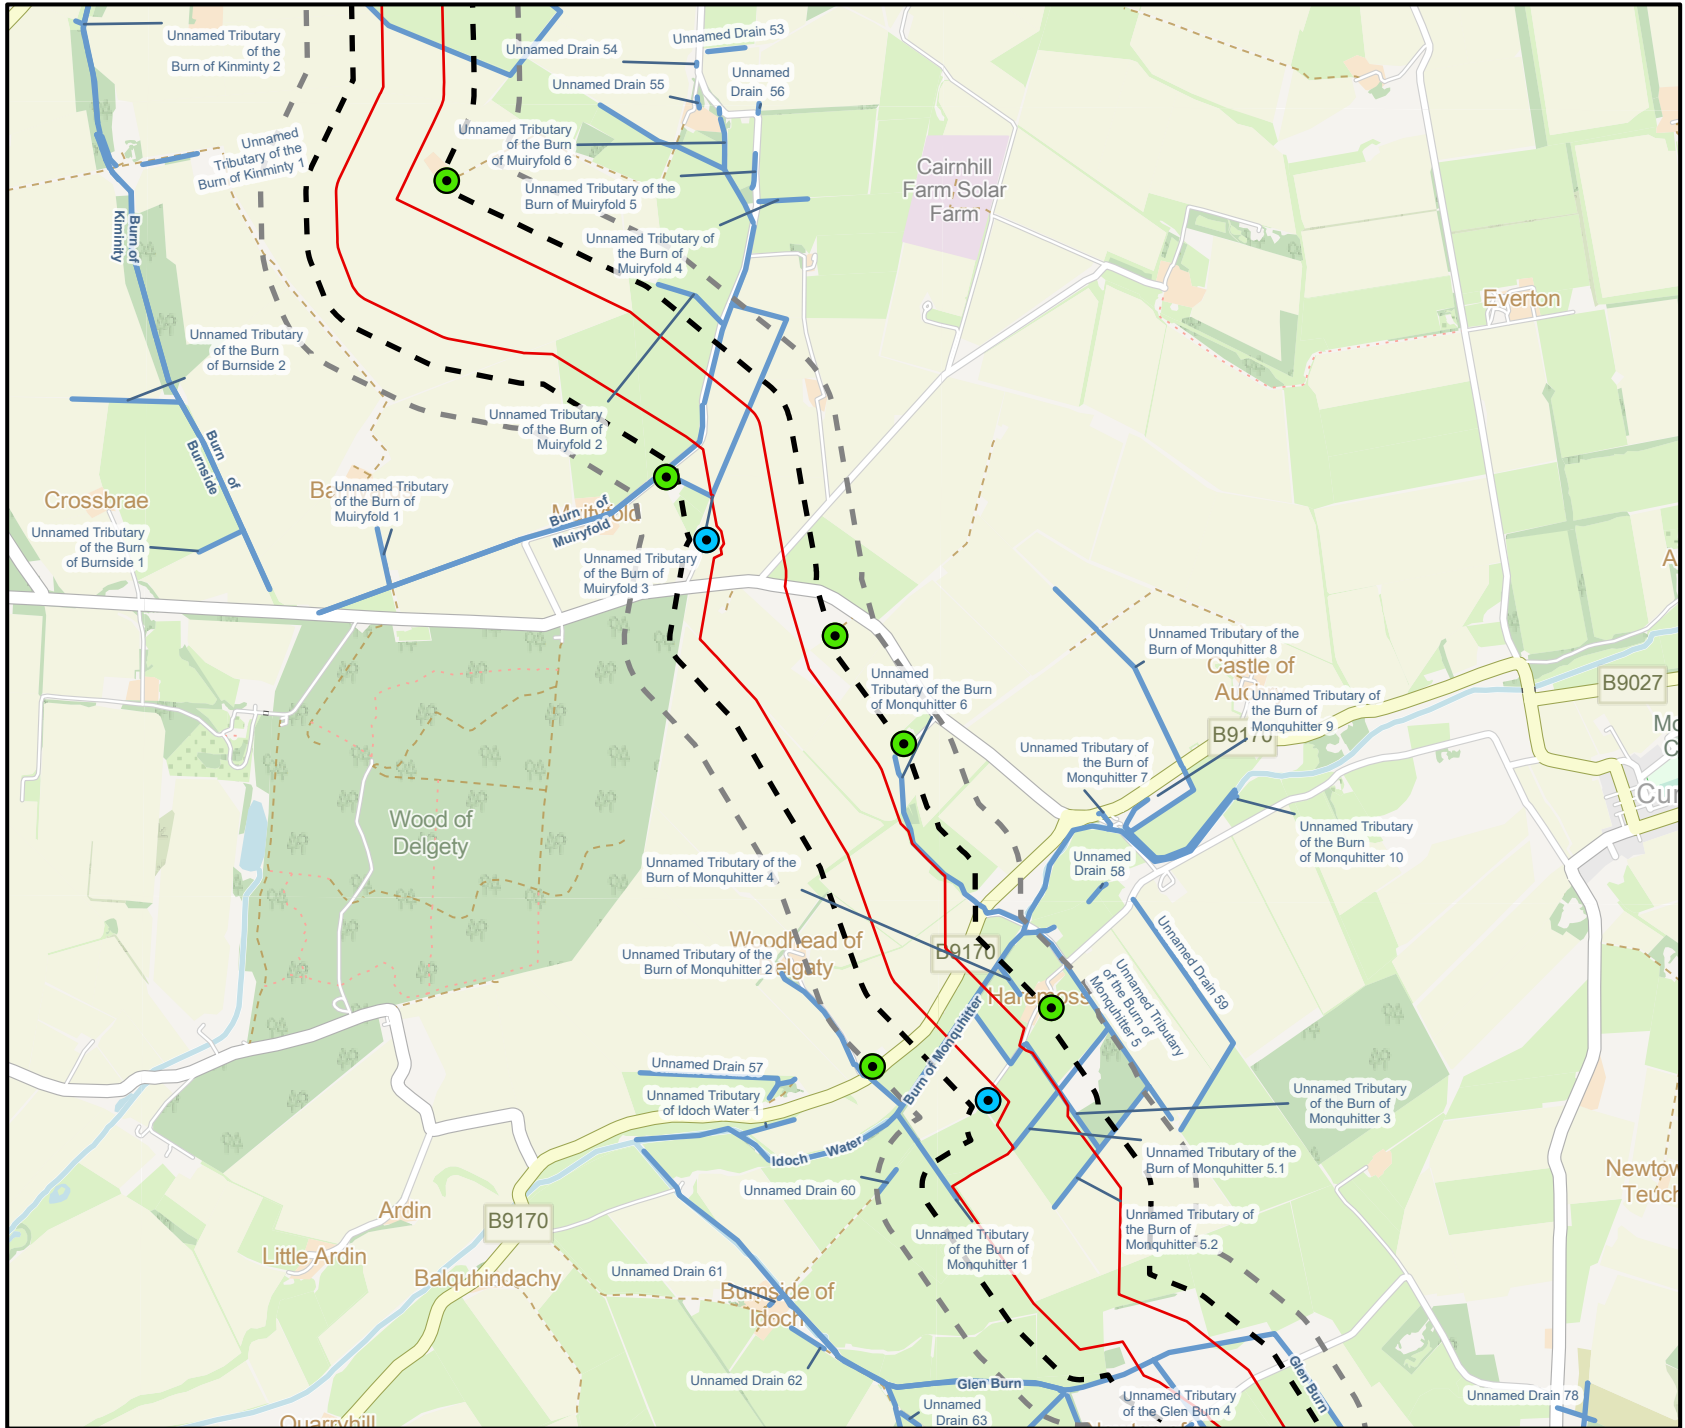 Unnamed Tributary
of the
Burn of Kinminty 2
Unnamed Drain 54
Unnamed Drain 53
Unnamed
Drain 56
Unnamed Drain 55
Unnamed
Tributary of the
Burn of Kinminty 1
Unnamed Tributary
of the Burn
of Muiryfold 6
Cairnhill
Farm Solar
Farm
Unnamed Tributary of the
Burn of Muiryfold 5
Burn of
Kiminity
Unnamed Tributary of
the Burn of
Muiryfold 4
Everton
Unnamed Tributary
of the Burn
of Burnside 2
Unnamed Tributary
of the Burn of
Muiryfold 2
Burn of
Burnside
Crossbrae
Unnamed Tributary
of the Burn of
Muiryfold 1
Muiryfold
Burn of
Muiryfold
Unnamed Tributary
of the Burn
of Burnside 1
Unnamed Tributary
of the Burn of
Muiryfold 3
Unnamed Tributary of the
Burn of Monquhitter 8
Castle of
Unnamed
Tributary of the Burn
of Monquhitter 6
Unnamed Tributary of
the Burn of
Monquhitter 9
B9027
B9170
Unnamed Tributary of
the Burn of
Monquhitter 7
Wood of
Delgety
Unnamed Tributary
of the Burn
of Monquhitter 10
Unnamed
Drain 58
Unnamed Tributary of the
Burn of Monquhitter 4
Woodhead of
Unnamed Tributary of the
Burn of Monquhitter 2
B9170
Unnamed Drain 59
Haremoss
Unnamed Tributary
of the Burn of
Monquhitter 5
Burn of Monquhitter
Unnamed Drain 57
Unnamed Tributary
of Idoch Water 1
Unnamed Tributary
of the Burn of
Monquhitter 3
Idoch Water
Unnamed Tributary of the
Burn of Monquhitter 5.1
Unnamed Drain 60
Ardin
B9170
Unnamed Tributary of
the Burn of
Monquhitter 5.2
Unnamed Tributary
of the Burn of
Monquhitter 1
Little Ardin
Balquhindachy
Unnamed Drain 61
Burnside of
Idoch
Unnamed Drain 62
Glen Burn
Glen Burn
Unnamed
Drain 63
Unnamed Tributary
of the Glen Burn 4
Unnamed Drain 78
Quarryhill